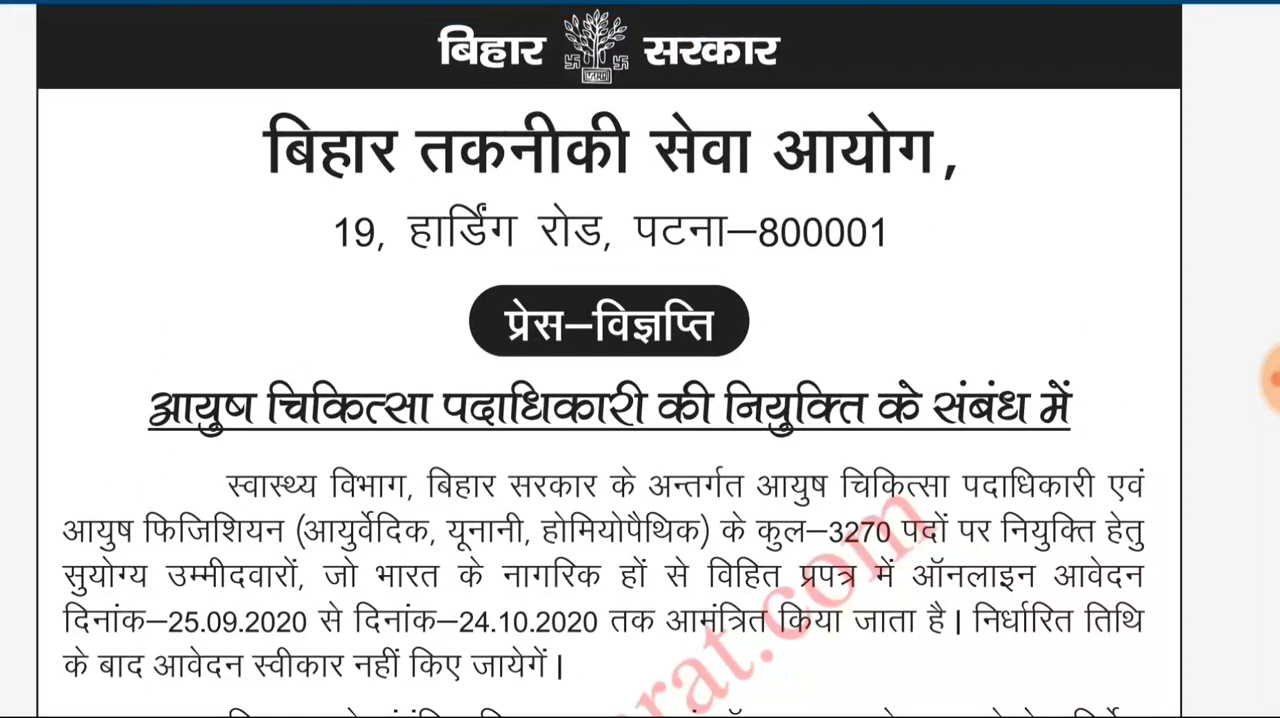 बिहार सरकार
बिहार तकनीकी सेवा आयोग,
19, हार्डिंग रोड, पटना–800001
प्रेस–विज्ञप्ति
आयुष चिकित्सा पदाधिकारी की नियुक्ति के संबंध में
स्वास्थ्य विभाग, बिहार सरकार के अन्तर्गत आयुष चिकित्सा पदाधिकारी एवं
आयुष फिजिशियन (आयुर्वेदिक, यूनानी, होमियोपैथिक) के कुल–3270 पदों पर नियुक्ति हेतु
सुयोग्य उम्मीदवारों, जो भारत के नागरिक हों से विहित प्रपत्र में ऑनलाइन आवेदन
दिनांक–25.09.2020 से दिनांक–24.10.2020 तक आमंत्रित किया जाता है। निर्धारित तिथि
के बाद आवेदन स्वीकार नहीं किए जायेगें।
rat.com